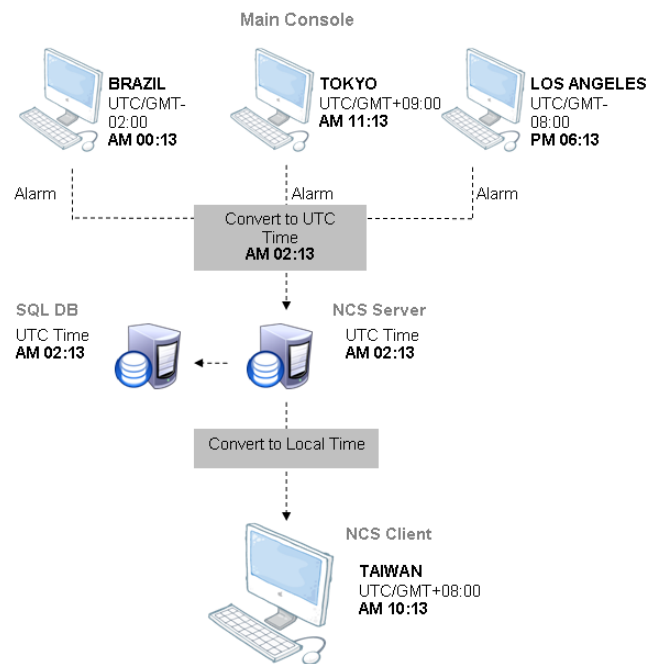 Main Console
BRAZIL
UTC/GMT-
02:00
AM 00:13
TOKYO
UTC/GMT+09:00
AM 11:13
LOS ANGELES
UTC/GMT-
08:00
PM 06:13
Alarm
Alarm
Alarm
Convert to UTC
Time
AM 02:13
SQL DB
UTC Time
AM 02:13
NCS Server
UTC Time
AM 02:13
Convert to Local Time
NCS Client
TAIWAN
UTC/GMT+08:00
AM 10:13